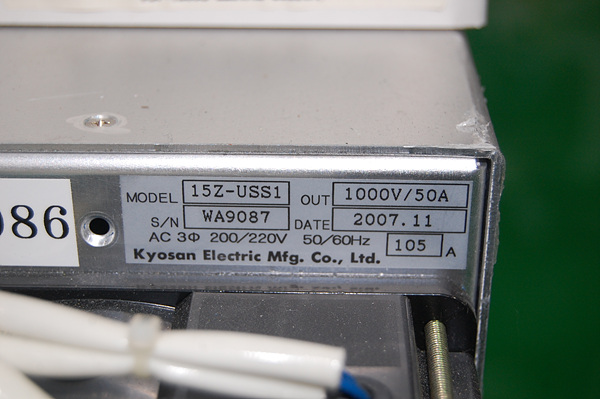 086
MODEL 15Z-USS1 OUT 1000V/50A
S/N WA9087 DATE 2007.11
AC 3Φ 200/220V 50/60Hz 105 A
Kyosan Electric Mfg. Co., Ltd.